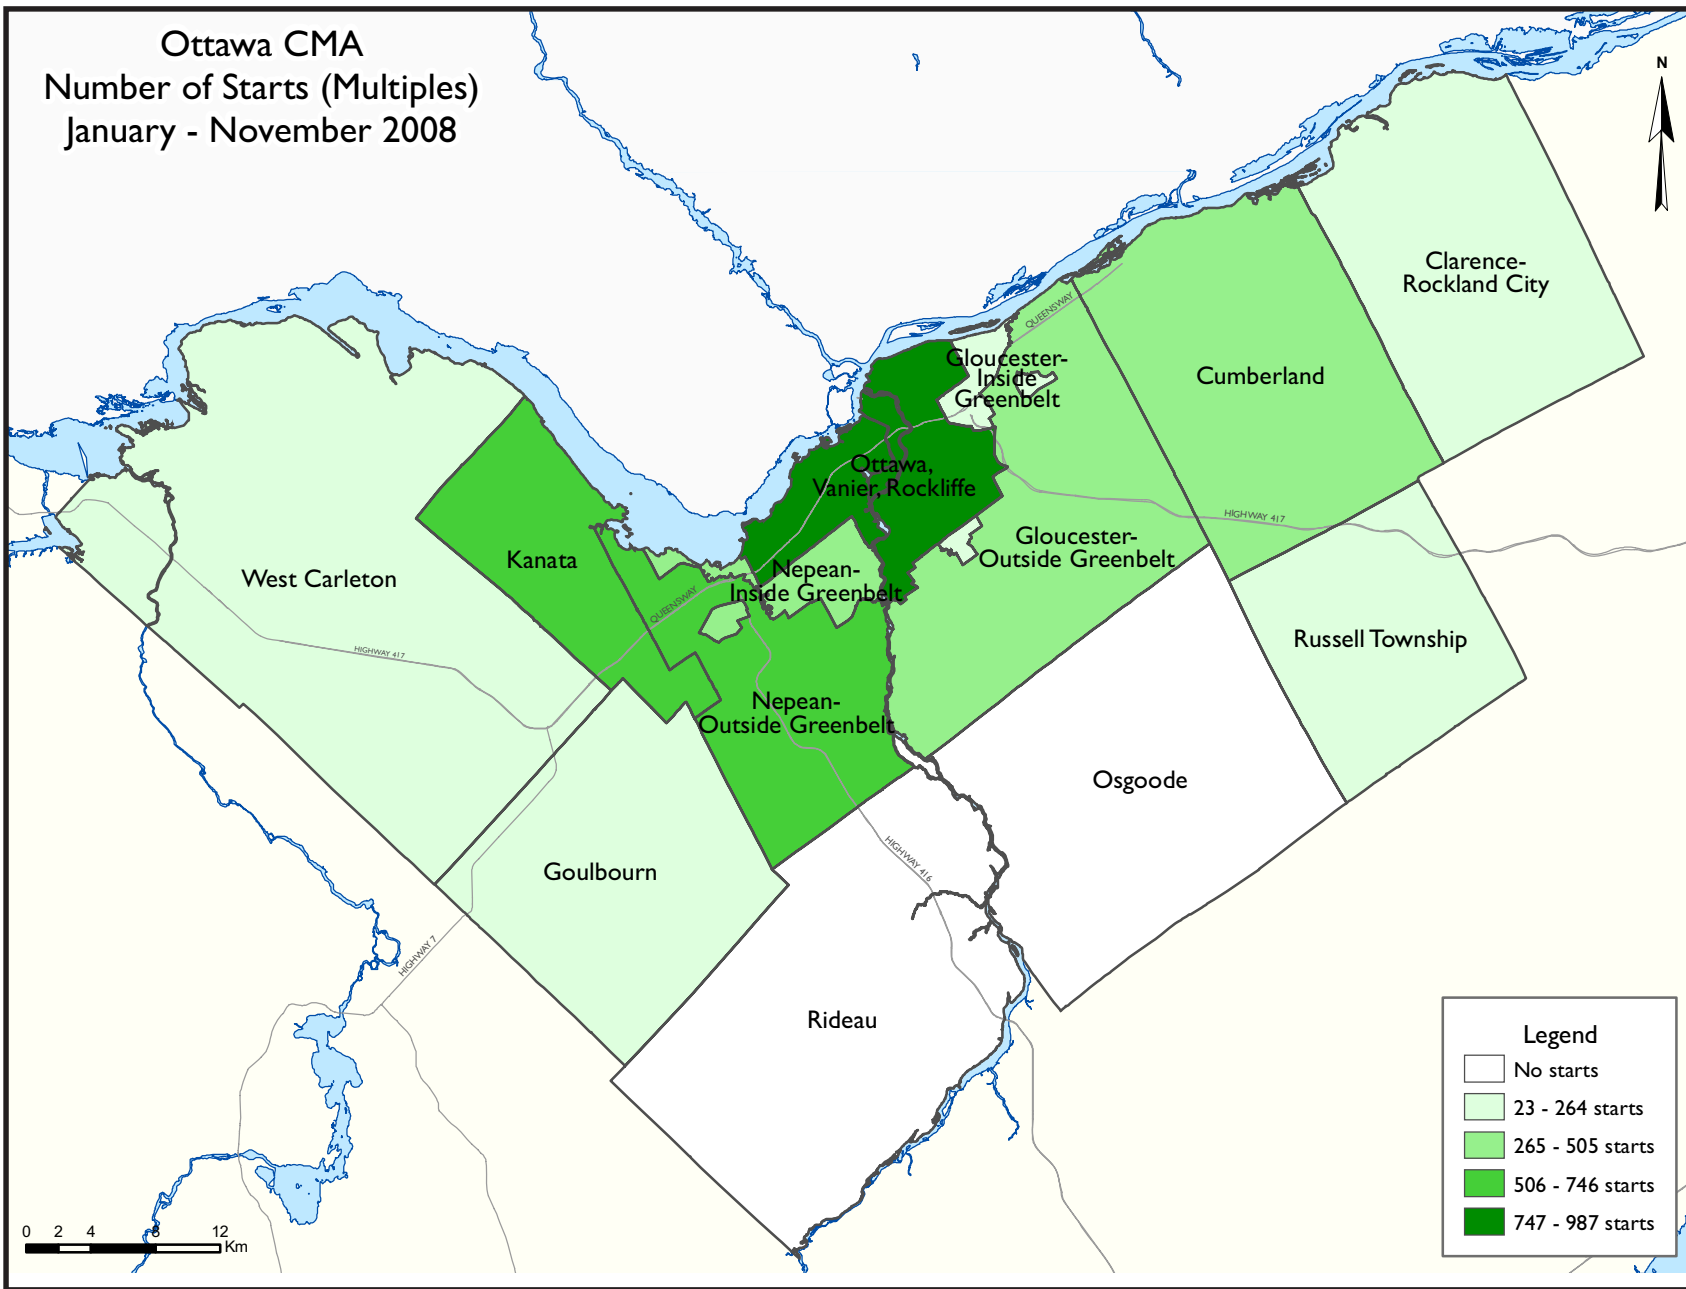 Ottawa CMA
Number of Starts (Multiples)
January - November 2008
N
Clarence-
Rockland City
QUEENSWAY
Gloucester-
Inside
Greenbelt
Cumberland
Ottawa,
Vanier, Rockliffe
HIGHWAY 417
Gloucester-
Outside Greenbelt
Kanata
West Carleton
Nepean-
Inside Greenbelt
QUEENSWAY
Russell Township
HIGHWAY 417
Nepean-
Outside Greenbelt
Osgoode
HIGHWAY 416
Goulbourn
HIGHWAY 7
Rideau
Legend
No starts
23 - 264 starts
265 - 505 starts
506 - 746 starts
747 - 987 starts
0 2 4 8 12
Km